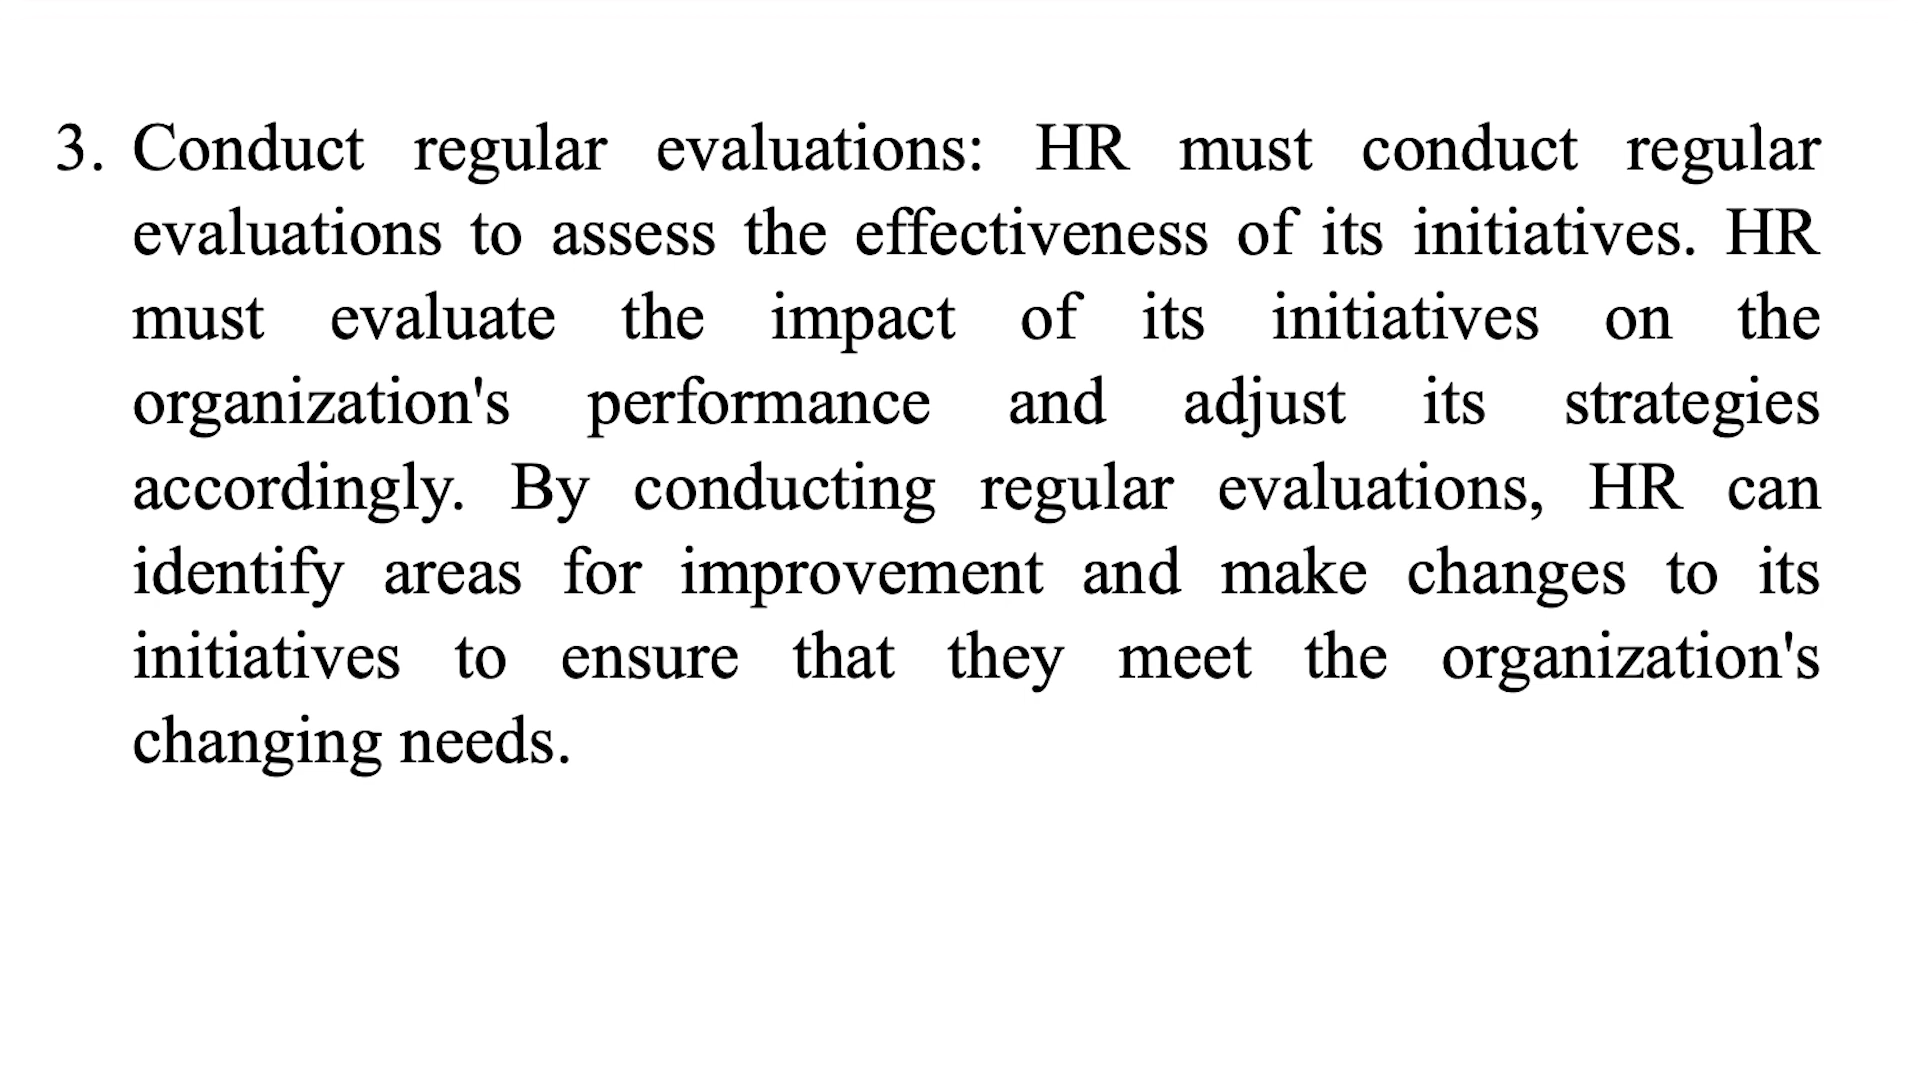 3. Conduct regular evaluations: HR must conduct regular
evaluations to assess the effectiveness of its initiatives. HR
must evaluate the impact of its initiatives on the
organization's performance and adjust its strategies
accordingly. By conducting regular evaluations, HR can
identify areas for improvement and make changes to its
initiatives to ensure that they meet the organization's
changing needs.